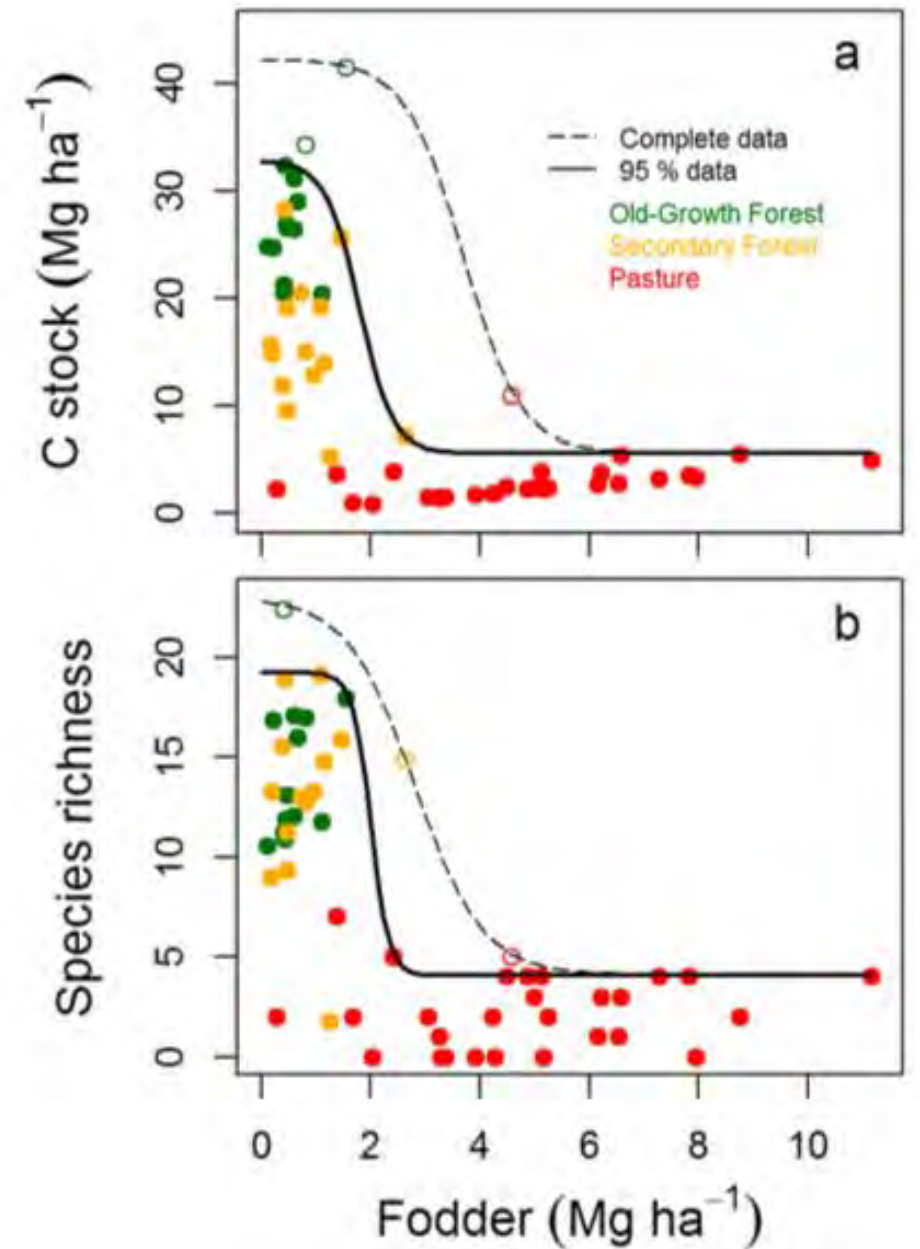 a
C stock (Mg ha⁻¹)
40
30
20
10
0
Complete data
95 % data
Old-Growth Forest
Secondary Forest
Pasture
b
Species richness
20
15
10
5
0
0 2 4 6 8 10
Fodder (Mg ha⁻¹)